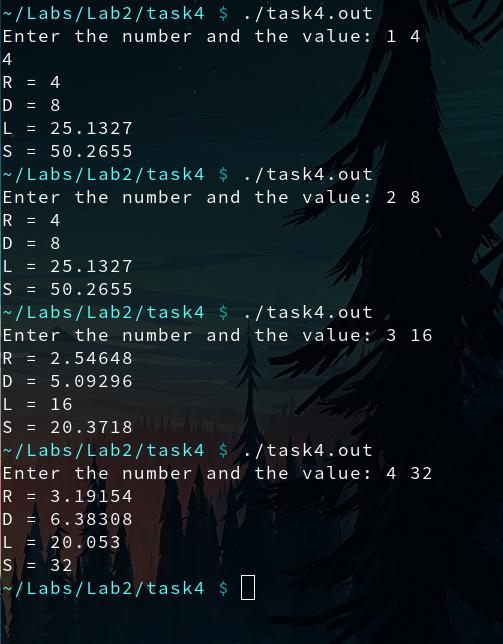 ~/Labs/Lab2/task4 $ ./task4.out
Enter the number and the value: 1 4
4
R = 4
D = 8
L = 25.1327
S = 50.2655
~/Labs/Lab2/task4 $ ./task4.out
Enter the number and the value: 2 8
R = 4
D = 8
L = 25.1327
S = 50.2655
~/Labs/Lab2/task4 $ ./task4.out
Enter the number and the value: 3 16
R = 2.54648
D = 5.09296
L = 16
S = 20.3718
~/Labs/Lab2/task4 $ ./task4.out
Enter the number and the value: 4 32
R = 3.19154
D = 6.38308
L = 20.053
S = 32
~/Labs/Lab2/task4 $